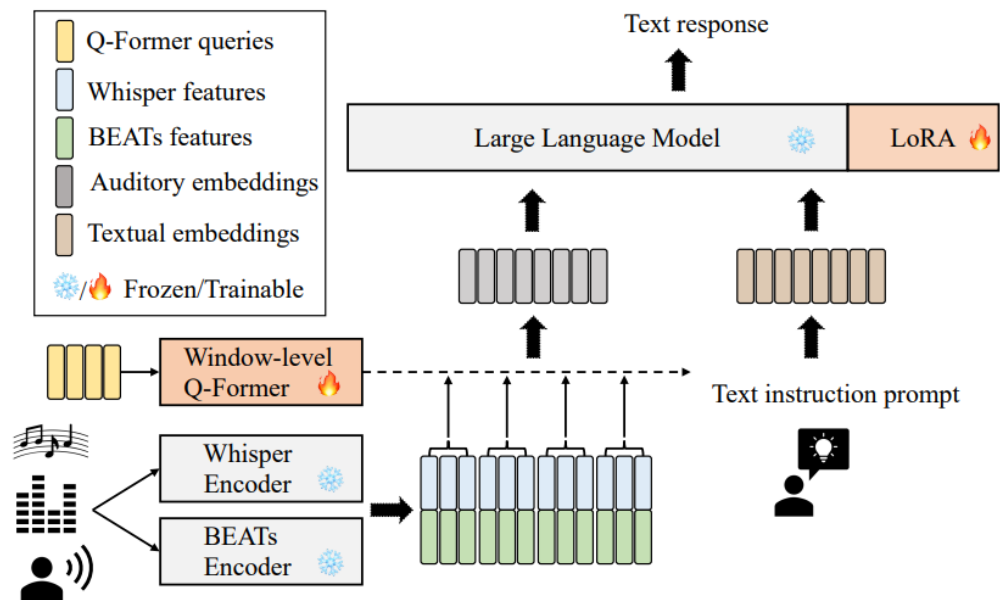 Q-Former queries
Whisper features
BEATs features
Auditory embeddings
Textual embeddings
/ Frozen/Trainable
Text response
Large Language Model
LoRA
Window-level
Q-Former
Text instruction prompt
Whisper
Encoder
BEATs
Encoder